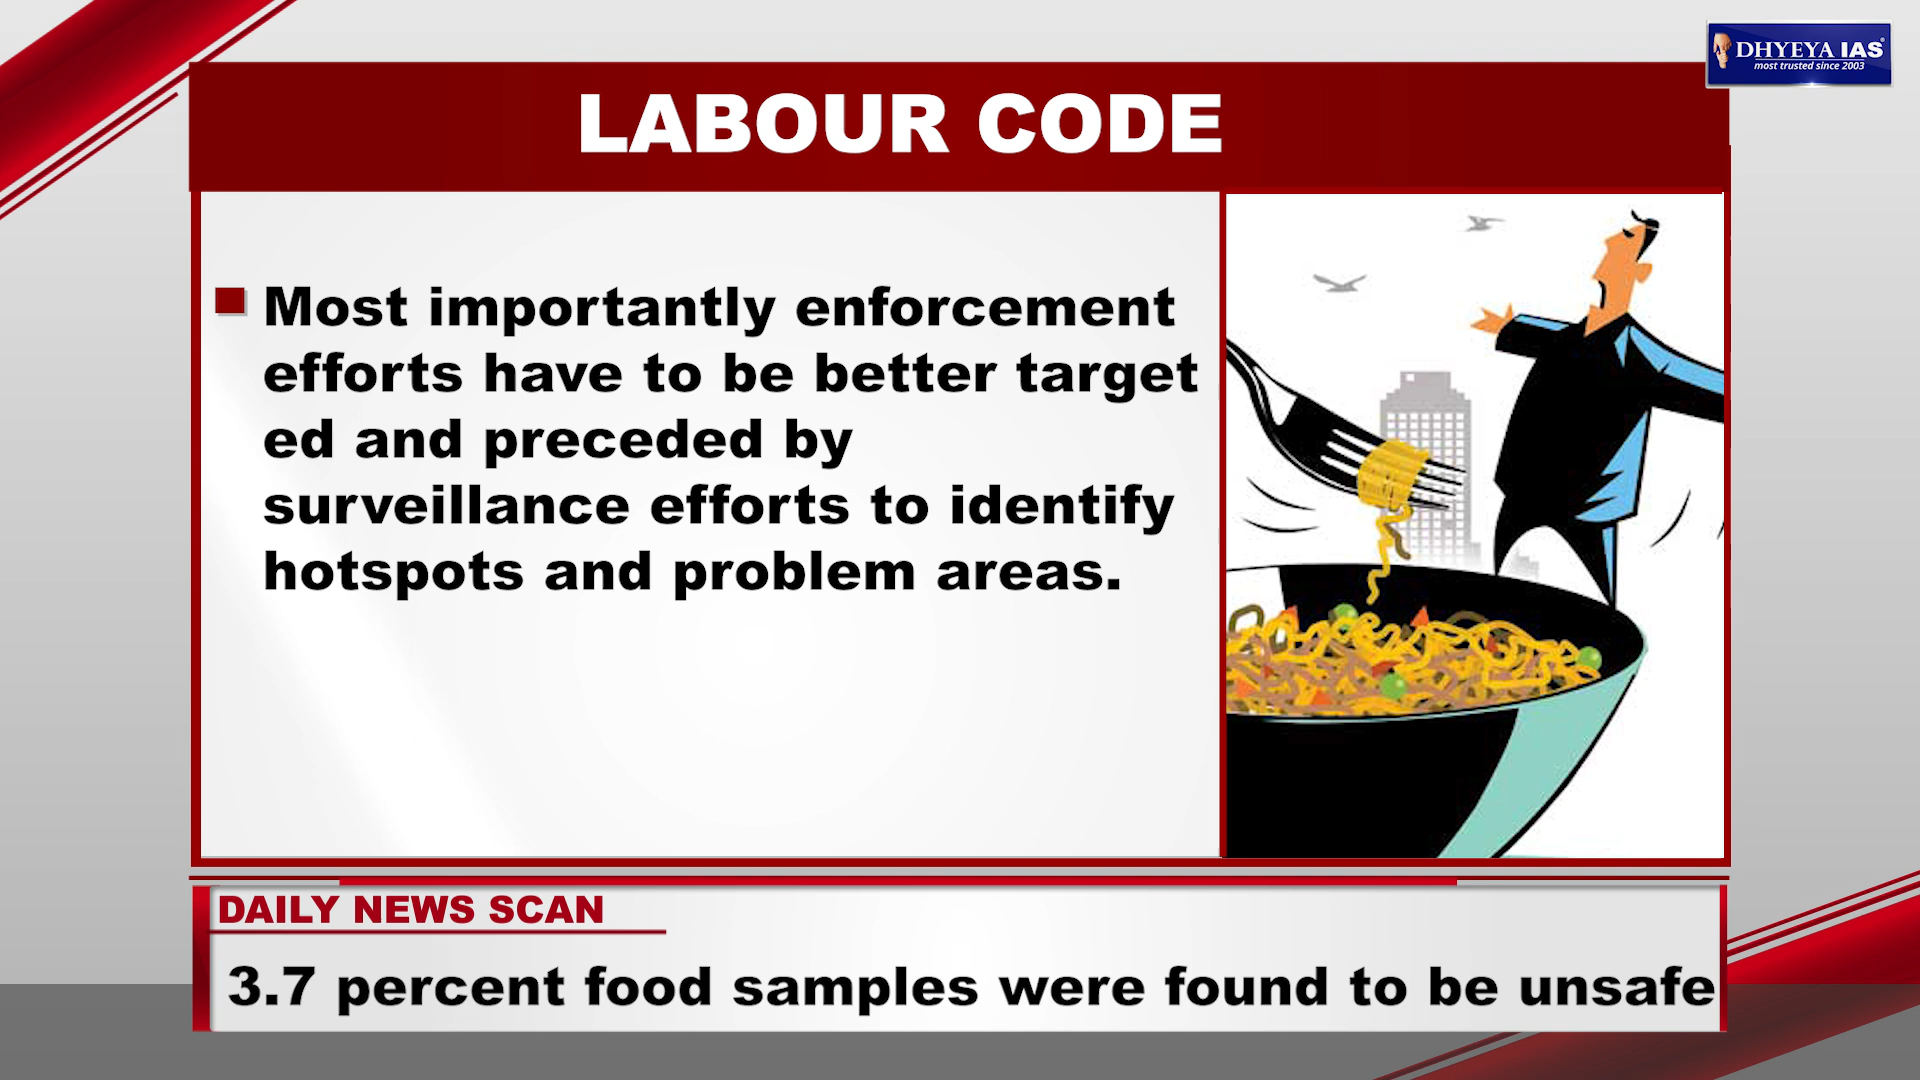 DHYEYA IAS®
most trusted since 2003
LABOUR CODE
Most importantly enforcement
efforts have to be better target
ed and preceded by
surveillance efforts to identify
hotspots and problem areas.
DAILY NEWS SCAN
3.7 percent food samples were found to be unsafe